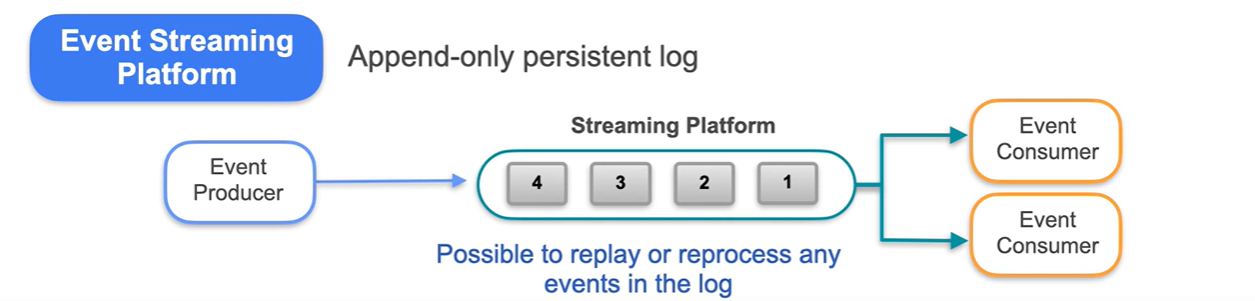 Event Streaming
Platform
Append-only persistent log
Streaming Platform
Event
Producer
4 3 2 1
Event
Consumer
Event
Consumer
Possible to replay or reprocess any
events in the log